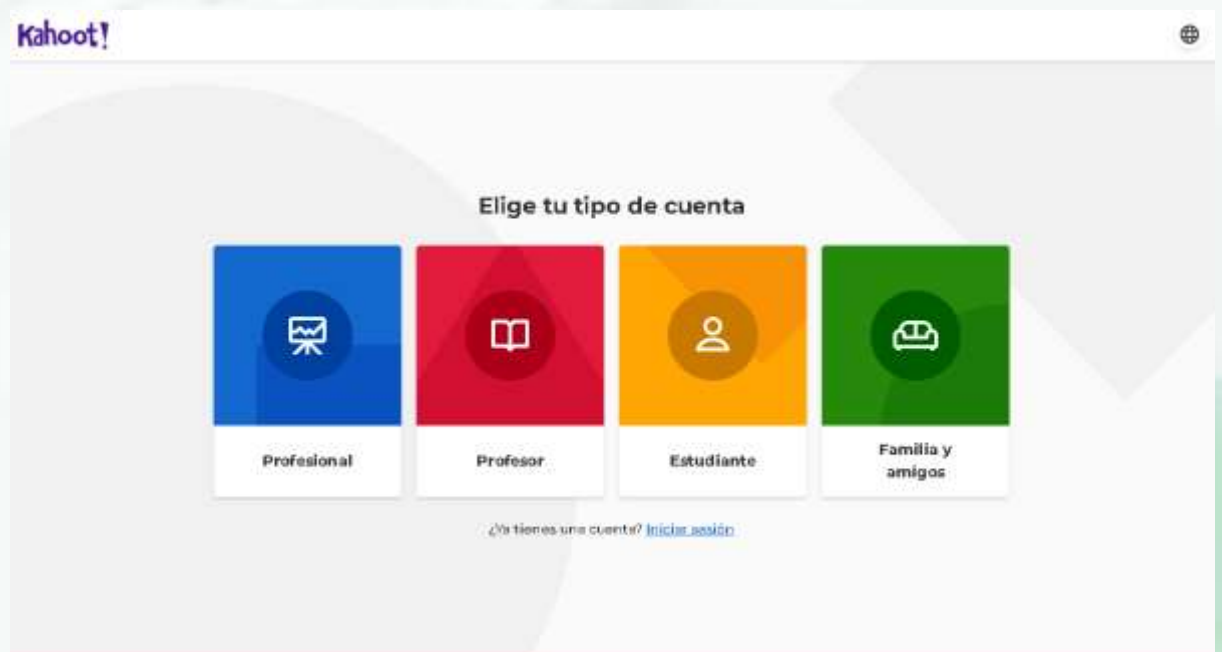 Kahoot!
Elige tu tipo de cuenta
Profesional
Profesor
Estudiante
Familia y
amigos
¿Ya tienes una cuenta? Iniciar sesión